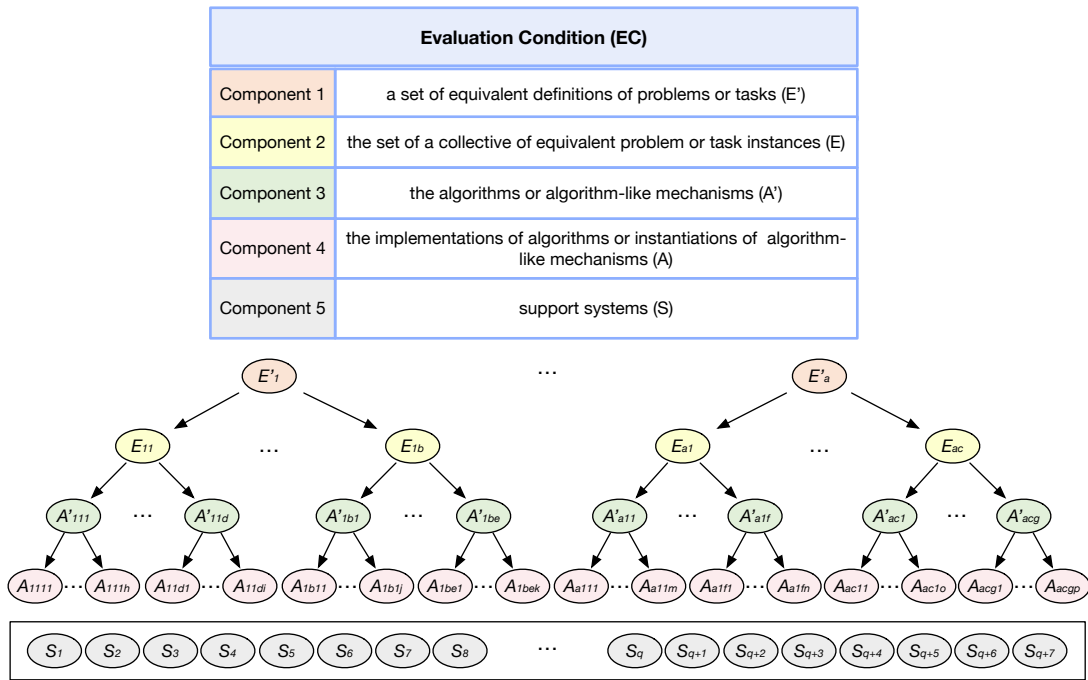 Evaluation Condition (EC)
Component 1 a set of equivalent definitions of problems or tasks (E’)
Component 2 the set of a collective of equivalent problem or task instances (E)
Component 3 the algorithms or algorithm-like mechanisms (A’)
Component 4 the implementations of algorithms or instantiations of algorithm-
like mechanisms (A)
Component 5 support systems (S)
E’1 ... E’a
E11 ... E1b Ea1 ... Eac
A’111 ... A’11d A’1b1 ... A’1be A’a11 ... A’a1f A’ac1 ... A’acg
A1111 ... A111h A11d1 ... A11di A1b11 ... A1b1j A1be1 ... A1bek Aa111 ... Aa11m Aa1f1 ... Aa1fn Aac11 ... Aac1o Aacg1 ... Aacgp
S1 S2 S3 S4 S5 S6 S7 S8 ... Sq Sq+1 Sq+2 Sq+3 Sq+4 Sq+5 Sq+6 Sq+7